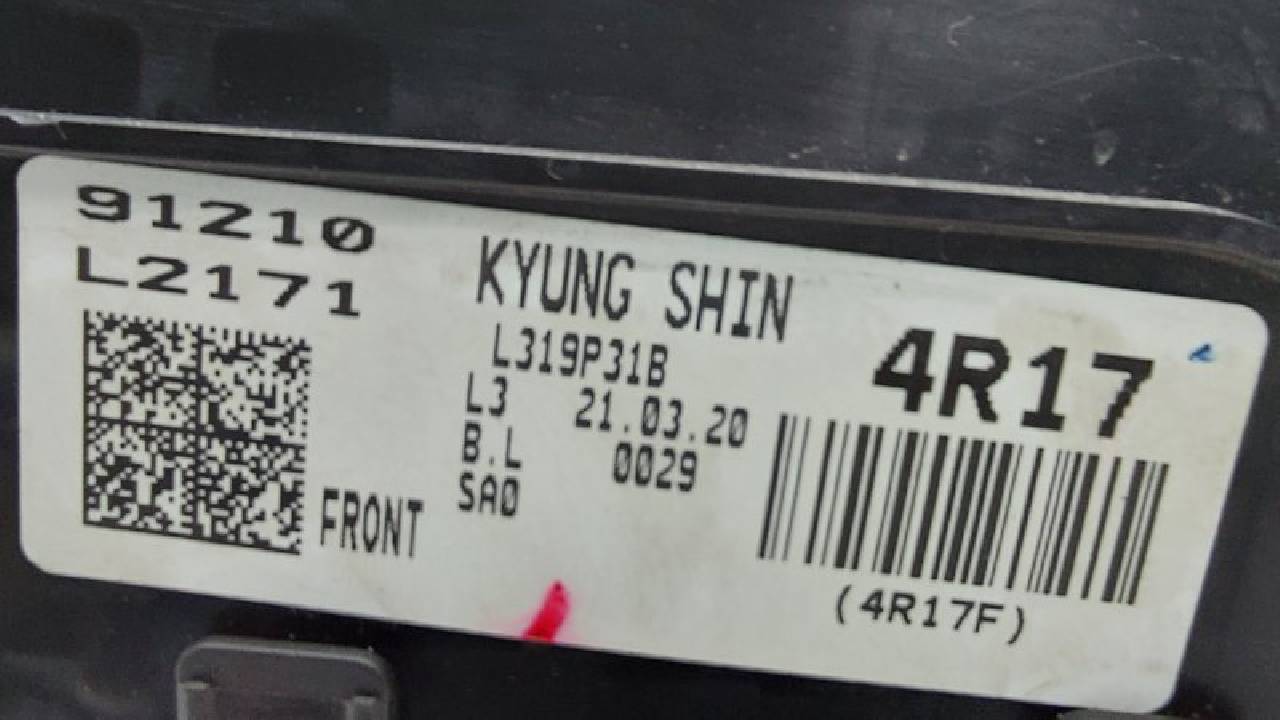 91210
L2171
FRONT
KYUNG SHIN
L319P31B
L3 21.03.20
B.L 0029
SA0
4R17
(4R17F)